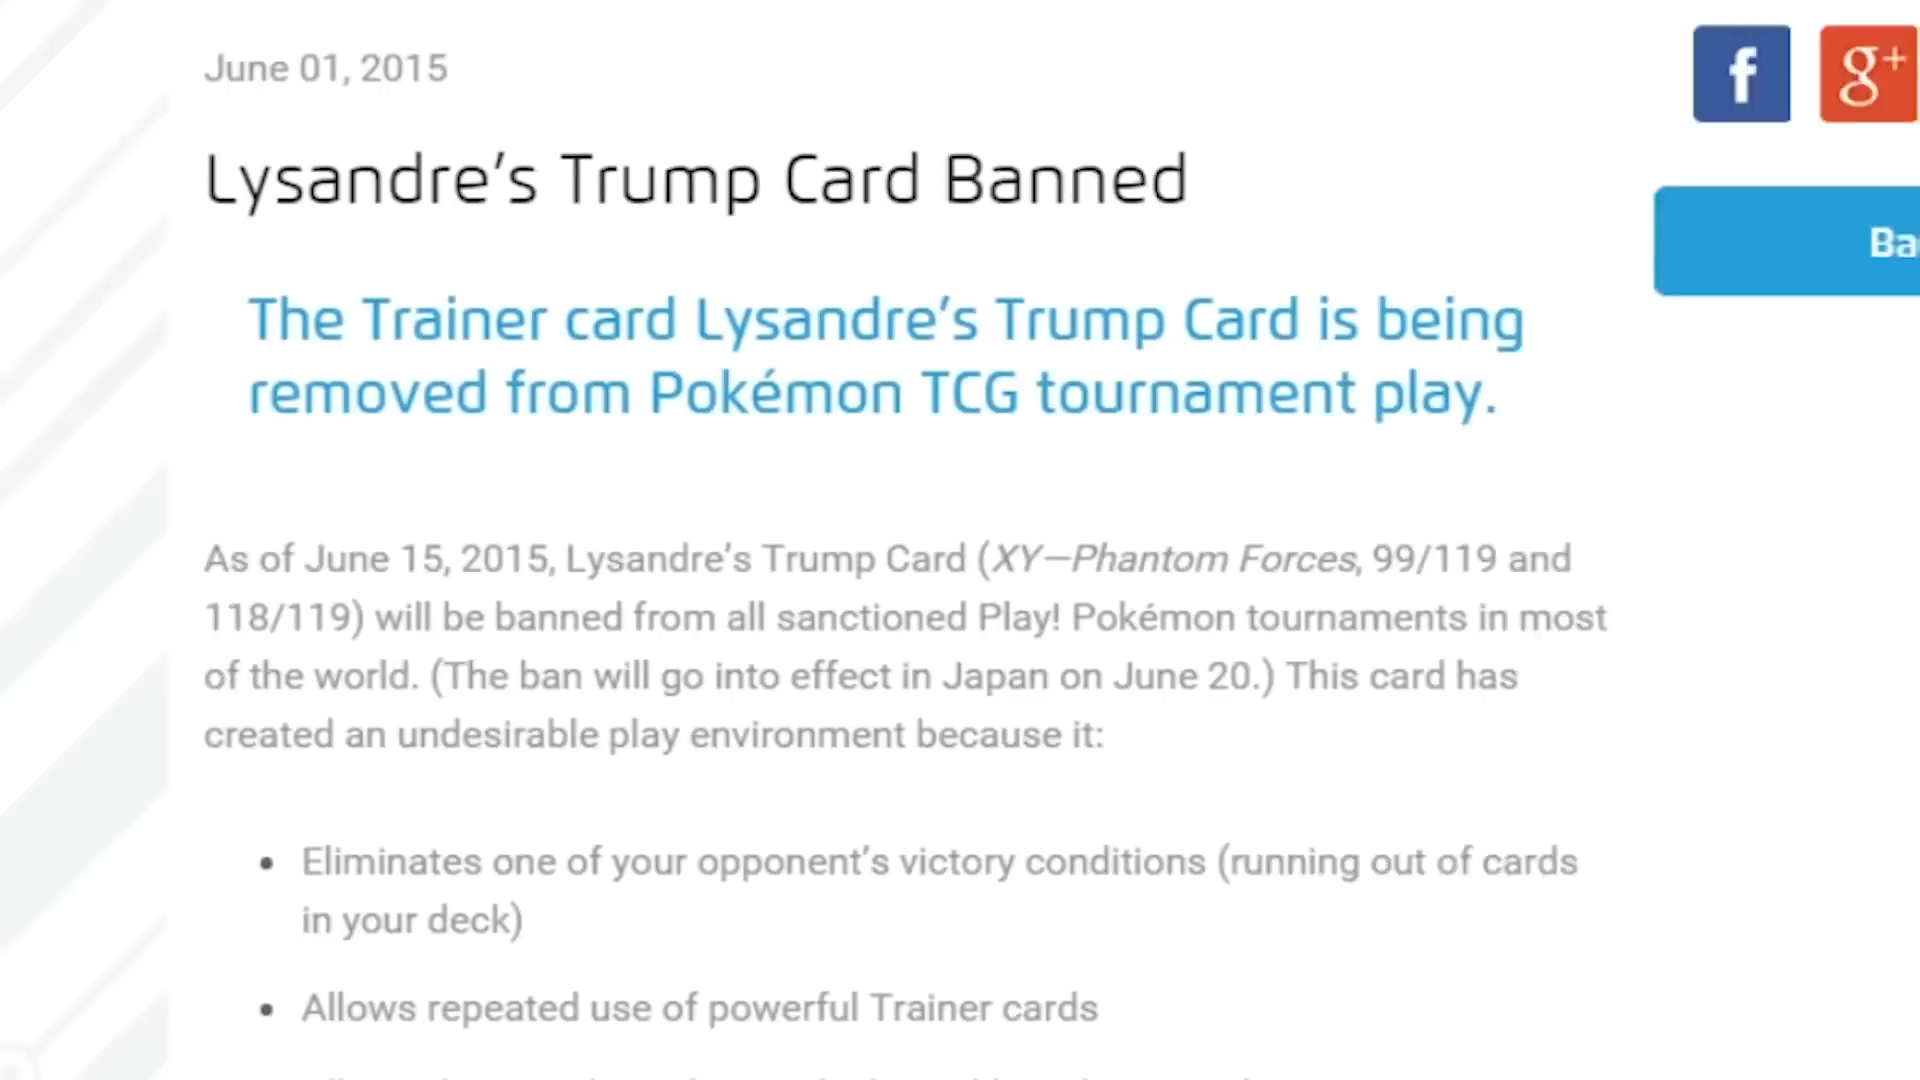 June 01, 2015
f
g+
Lysandre’s Trump Card Banned
Ba
The Trainer card Lysandre’s Trump Card is being
removed from Pokémon TCG tournament play.
As of June 15, 2015, Lysandre’s Trump Card (XY—Phantom Forces, 99/119 and
118/119) will be banned from all sanctioned Play! Pokémon tournaments in most
of the world. (The ban will go into effect in Japan on June 20.) This card has
created an undesirable play environment because it:
• Eliminates one of your opponent’s victory conditions (running out of cards
in your deck)
• Allows repeated use of powerful Trainer cards